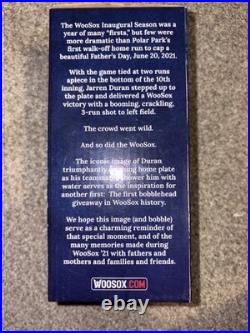 The WooSox Inaugural Season was a
year of many "firsts," but few were
more dramatic than Polar Park's
first walk-off home run to cap a
beautiful Father's Day, June 20, 2021.
With the game tied at two runs
apiece in the bottom of the 10th
inning, Jarren Duran stepped up
to the plate and delivered a WooSox
victory with a booming, crackling,
3-run shot to left field.
The crowd went wild.
And so did the WooSox.
The iconic image of Duran
triumphantly home plate
as his teammates shower him with
water serves as the inspiration for
another first: The first bobblehead
giveaway in WooSox history.
We hope this image (and bobble)
serve as a charming reminder of
that special moment, and of the
many memories made during
WooSox '21 with fathers and
mothers and families and friends.
WOOSOX.COM